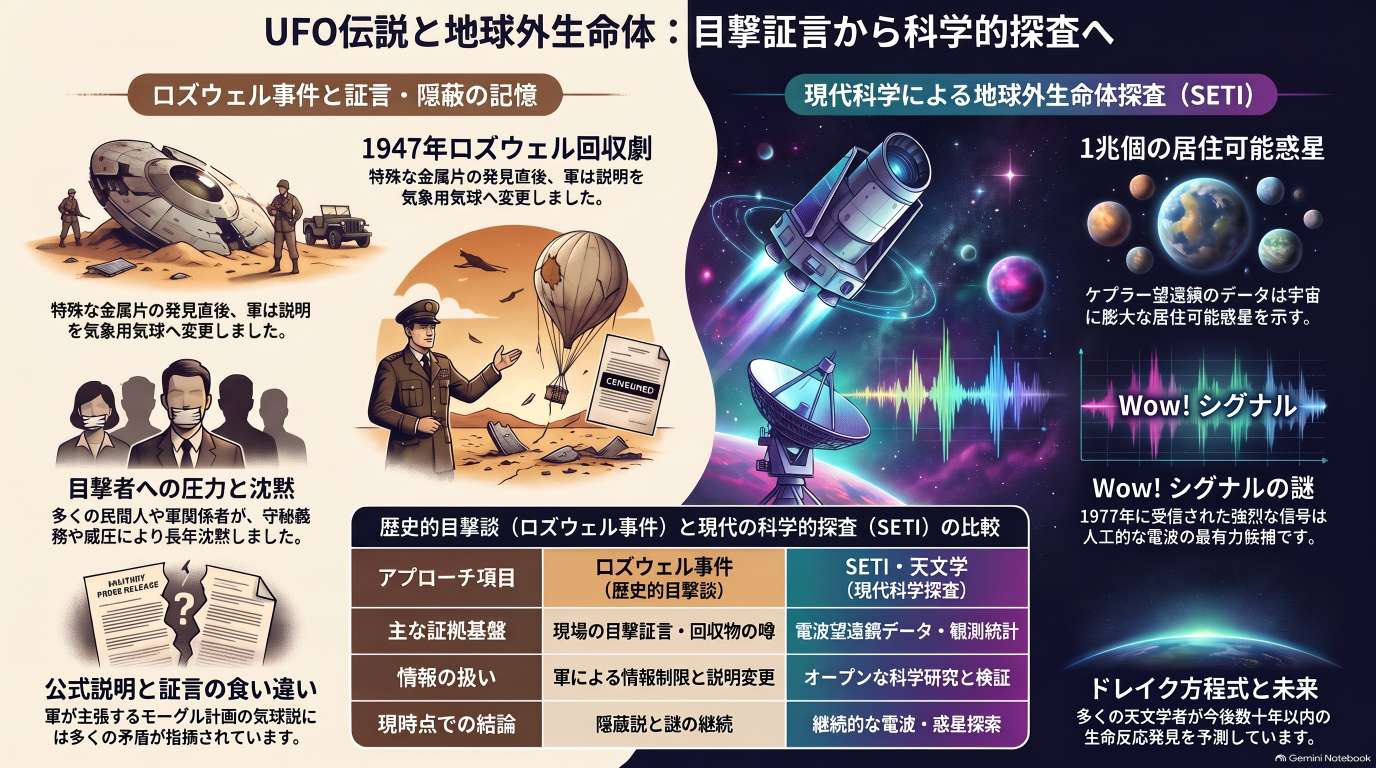 UFO伝説と地球外生命体：目撃証言から科学的探査へ
ロズウェル事件と証言・隠蔽の記憶
1947年ロズウェル回収劇
特殊な金属片の発見直後、軍は説明を
気象用気球へ変更しました。
特殊な金属片の発見直後、軍は説明
を気象用気球へ変更しました。
CENEUNED
目撃者への圧力と沈黙
多くの民間人や軍関係者が、守秘義
務や威圧により長年沈黙しました。
?
公式説明と証言の食い違い
軍が主張するモーグル計画の気球説に
は多くの矛盾が指摘されています。
現代科学による地球外生命体探査（SETI）
1兆個の居住可能惑星
ケプラー望遠鏡のデータは宇宙
に膨大な居住可能惑星を示す。
Wow! シグナル
Wow! シグナルの謎
1977年に受信された強烈な信号は
人工的な電波の最有力候補です。
ドレイク方程式と未来
多くの天文学者が今後数十年以内の
生命反応発見を予測しています。
歴史的目撃談（ロズウェル事件）と現代の科学的探査（SETI）の比較
アプローチ項目
ロズウェル事件
（歴史的目撃談）
SETI・天文学
（現代科学探査）
主な証拠基盤
現場の目撃証言・回収物の噂
電波望遠鏡データ・観測統計
情報の扱い
軍による情報制限と説明変更
オープンな科学研究と検証
現時点での結論
隠蔽説と謎の継続
継続的な電波・惑星探索
Gemini Notebook